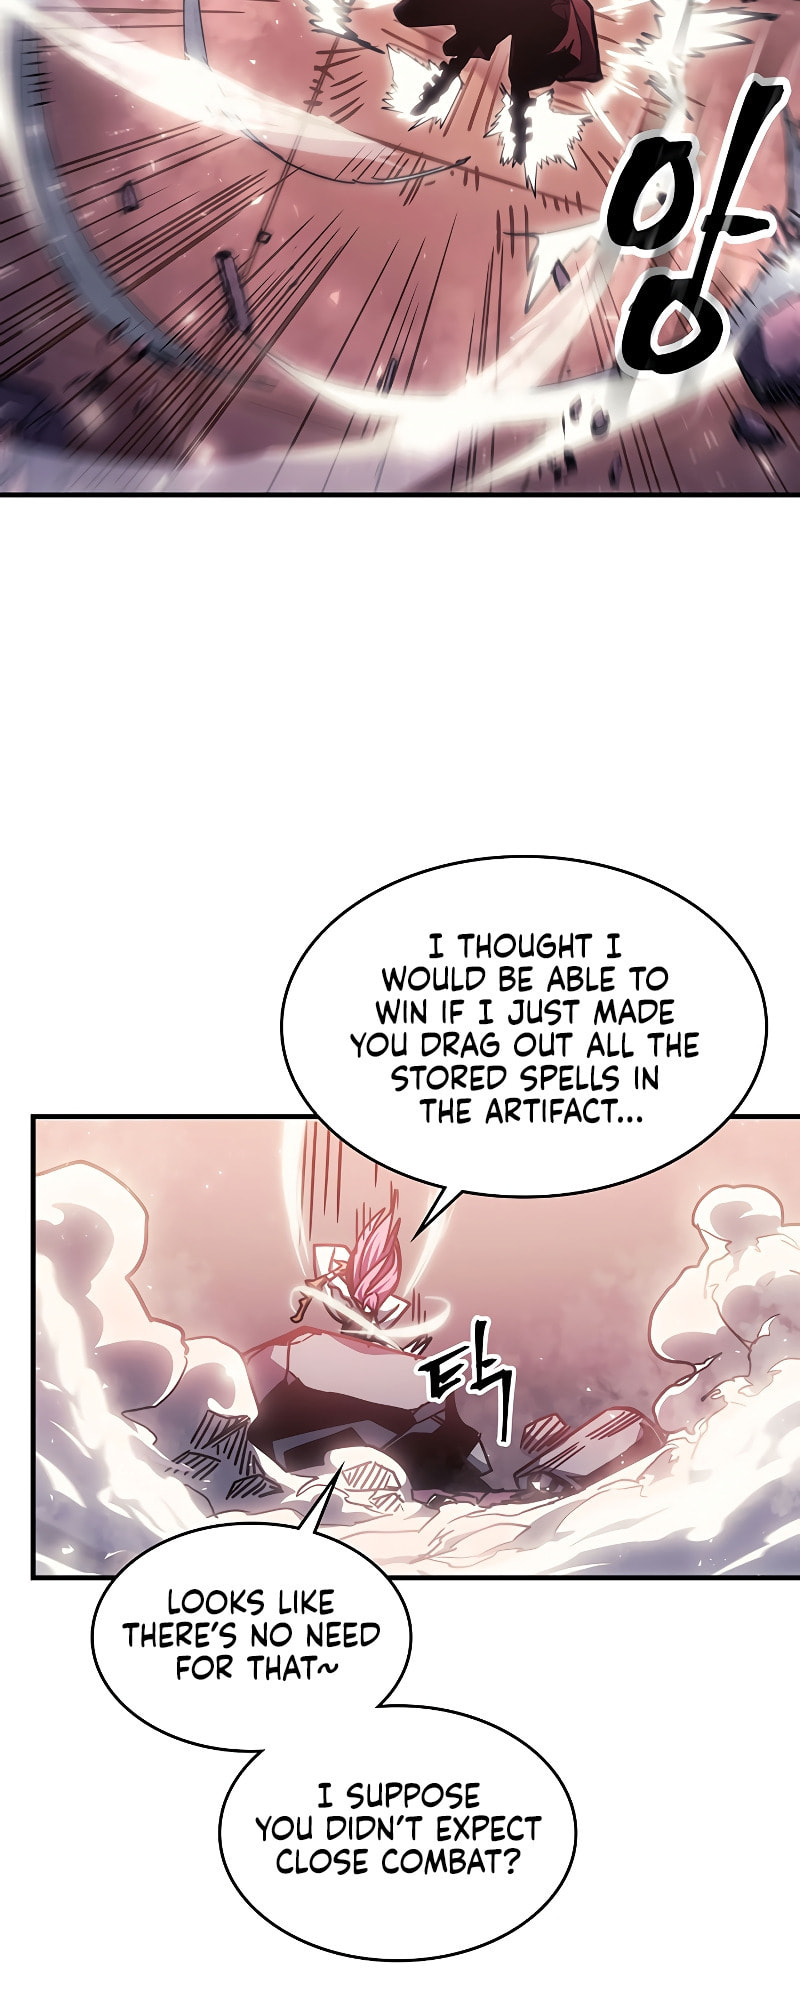 앙
I THOUGHT I
WOULD BE ABLE TO
WIN IF I JUST MADE
YOU DRAG OUT ALL THE
STORED SPELLS IN
THE ARTIFACT...
탁
LOOKS LIKE
THERE'S NO NEED
FOR THAT~
I SUPPOSE
YOU DIDN'T EXPECT
CLOSE COMBAT?